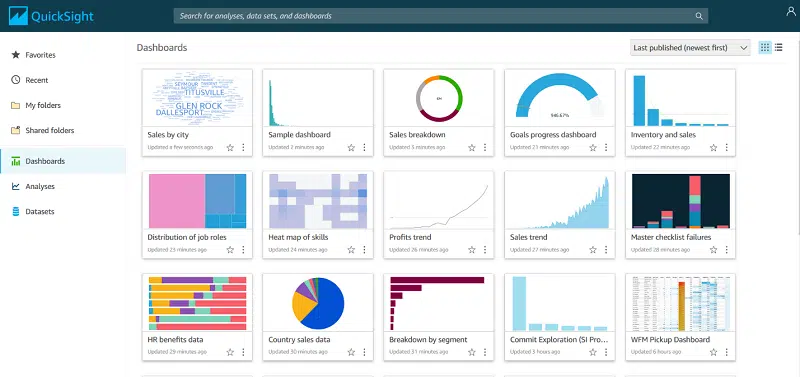 QuickSight
Search for analyses, data sets, and dashboards
Favorites
Recent
My folders
Shared folders
Dashboards
Analyses
Datasets
Dashboards
Last published (newest first)
SEYMOUR
TITUSVILLE
GLEN ROCK
DALLESPORT
Sales by city
Updated a few seconds ago
Sample dashboard
Updated 2 minutes ago
Sales breakdown
Updated 3 minutes ago
946.67%
Goals progress dashboard
Updated 21 minutes ago
Inventory and sales
Updated 22 minutes ago
Distribution of job roles
Updated 23 minutes ago
Heat map of skills
Updated 24 minutes ago
Profits trend
Updated 26 minutes ago
Sales trend
Updated 27 minutes ago
Master checklist failures
Updated 28 minutes ago
HR benefits data
Updated 29 minutes ago
Country sales data
Updated 30 minutes ago
Breakdown by segment
Updated 31 minutes ago
Commit Exploration (SI Pro...
Updated 3 hours ago
WFM Pickup Dashboard
Updated 6 hours ago